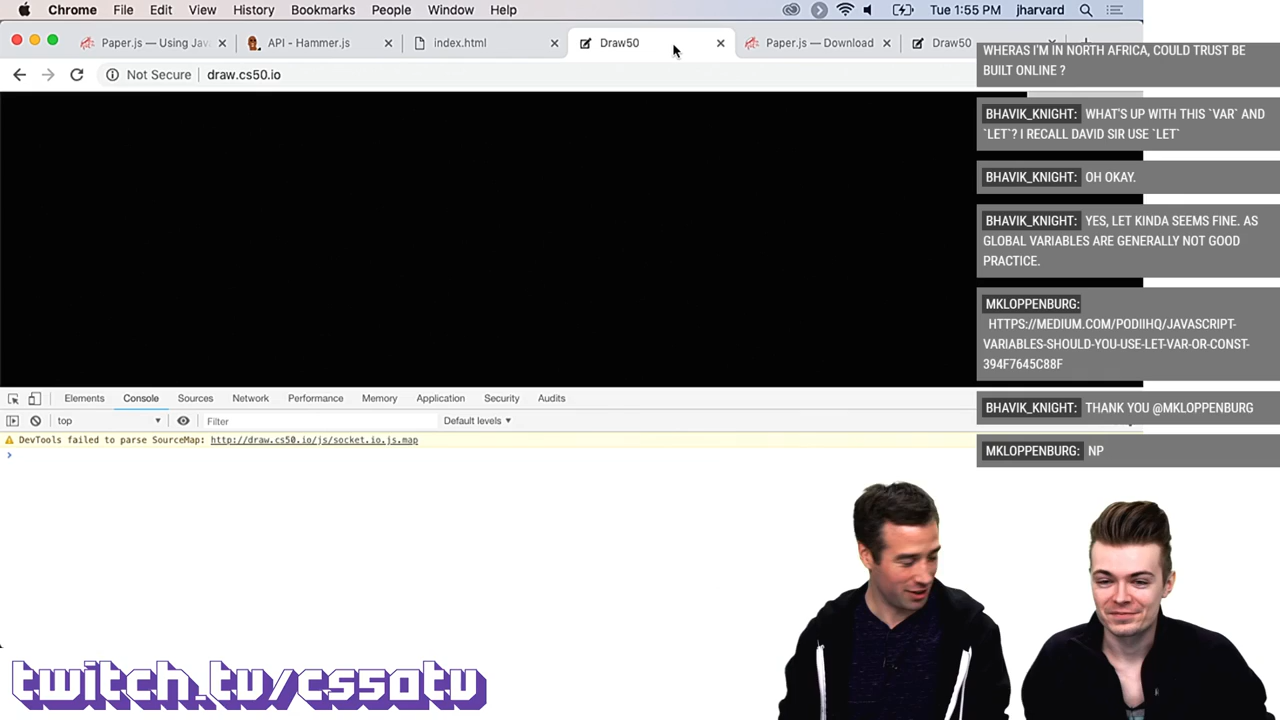 Chrome File Edit View History Bookmarks People Window Help Tue 1:55 PM jharvard
Paper.js — Using Jav API - Hammer.js index.html Draw50 Paper.js — Download Draw50
Not Secure draw.cs50.io
WHERAS I'M IN NORTH AFRICA, COULD TRUST BE
BUILT ONLINE ?
BHAVIK_KNIGHT: WHAT'S UP WITH THIS `VAR` AND
`LET`? I RECALL DAVID SIR USE `LET`
BHAVIK_KNIGHT: OH OKAY.
BHAVIK_KNIGHT: YES, LET KINDA SEEMS FINE. AS
GLOBAL VARIABLES ARE GENERALLY NOT GOOD
PRACTICE.
MKLOPPENBURG:
HTTPS://MEDIUM.COM/PODIIHQ/JAVASCRIPT-
VARIABLES-SHOULD-YOU-USE-LET-VAR-OR-CONST-
394F7645C88F
BHAVIK_KNIGHT: THANK YOU @MKLOPPENBURG
MKLOPPENBURG: NP
Elements Console Sources Network Performance Memory Application Security Audits
top Filter Default levels
DevTools failed to parse SourceMap: http://draw.cs50.io/js/socket.io.js.map
twitch.tv/cs50tv